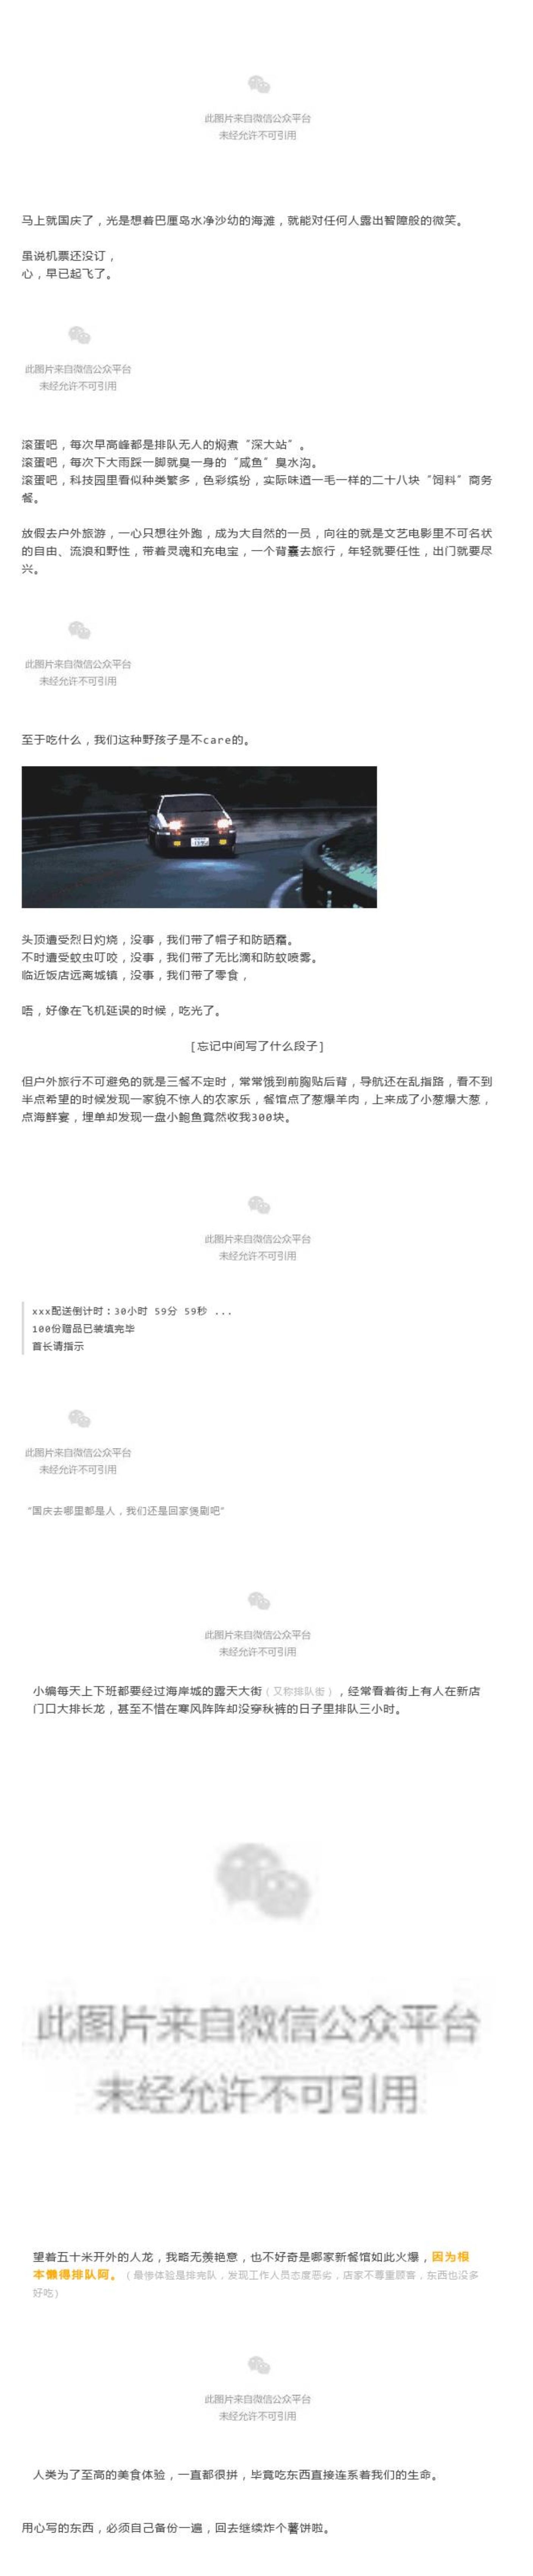 此图片来自微信公众平台
未经允许不可引用
马上就国庆了，光是想着巴厘岛水净沙幼的海滩，就能对任何人露出智障般的微笑。
虽说机票还没订，
心，早已起飞了。
此图片来自微信公众平台
未经允许不可引用
滚蛋吧，每次早高峰都是排队无人的焖煮“深大站”。
滚蛋吧，每次下大雨踩一脚就臭一身的“咸鱼”臭水沟。
滚蛋吧，科技园里看似种类繁多，色彩缤纷，实际味道一毛一样的二十八块“饲料”商务
餐。
放假去户外旅游，一心只想往外跑，成为大自然的一员，向往的就是文艺电影里不可名状
的自由、流浪和野性，带着灵魂和充电宝，一个背囊去旅行，年轻就要任性，出门就要尽
兴。
此图片来自微信公众平台
未经允许不可引用
至于吃什么，我们这种野孩子是不care的。
头顶遭受烈日灼烧，没事，我们带了帽子和防晒霜。
不时遭受蚊虫叮咬，没事，我们带了无比滴和防蚊喷雾。
临近饭店远离城镇，没事，我们带了零食，
唔，好像在飞机延误的时候，吃光了。
[忘记中间写了什么段子]
但户外旅行不可避免的就是三餐不定时，常常饿到前胸贴后背，导航还在乱指路，看不到
半点希望的时候发现一家貌不惊人的农家乐，餐馆点了葱爆羊肉，上来成了小葱爆大葱，
点海鲜宴，埋单却发现一盘小鲍鱼竟然收我300块。
此图片来自微信公众平台
未经允许不可引用
xxx配送倒计时：30小时 59分 59秒 ...
100份赠品已装填完毕
首长请指示
此图片来自微信公众平台
未经允许不可引用
“国庆去哪里都是人，我们还是回家煲剧吧”
此图片来自微信公众平台
未经允许不可引用
小编每天上下班都要经过海岸城的露天大街（又称排队街），经常看着街上有人在新店
门口大排长龙，甚至不惜在寒风阵阵却没穿秋裤的日子里排队三小时。
此图片来自微信公众平台
未经允许不可引用
望着五十米开外的人龙，我略无羡艳意，也不好奇是哪家新餐馆如此火爆，因为根
本懒得排队阿。（最惨体验是排完队，发现工作人员态度恶劣，店家不尊重顾客，东西也没多
好吃）
此图片来自微信公众平台
未经允许不可引用
人类为了至高的美食体验，一直都很拼，毕竟吃东西直接连系着我们的生命。
用心写的东西，必须自己备份一遍，回去继续炸个薯饼啦。